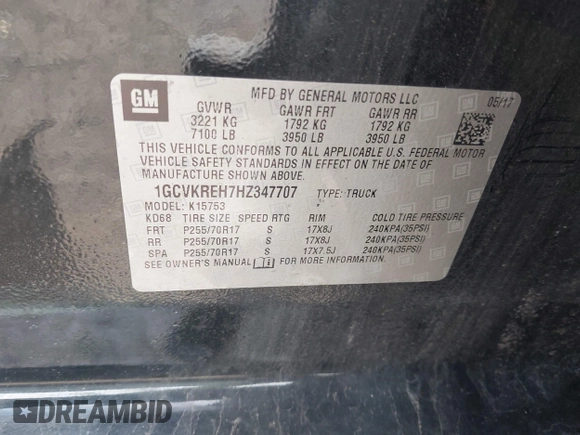 GM
MFD BY GENERAL MOTORS LLC
05/17
GVWR GAWR FRT GAWR RR
3221 KG 1792 KG 1792 KG
7100 LB 3950 LB 3950 LB
THIS VEHICLE CONFORMS TO ALL APPLICABLE U.S. FEDERAL MOTOR
VEHICLE SAFETY STANDARDS IN EFFECT ON THE DATE OF
MANUFACTURE SHOWN ABOVE.
1GCVKREH7HZ347707 TYPE: TRUCK
MODEL: K15753
KD68 TIRE SIZE SPEED RTG RIM COLD TIRE PRESSURE
FRT P255/70R17 S 17X8J 240KPA(35PSI)
RR P255/70R17 S 17X8J 240KPA(35PSI)
SPA P255/70R17 S 17X7.5J 240KPA(35PSI)
SEE OWNER'S MANUAL FOR MORE INFORMATION.
DREAMBID